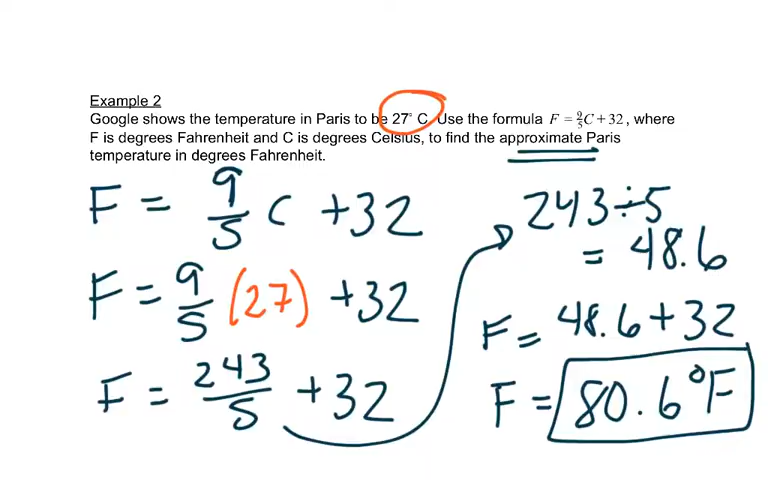 Example 2
Google shows the temperature in Paris to be 27° C. Use the formula F = 9/5 C + 32, where
F is degrees Fahrenheit and C is degrees Celsius, to find the approximate Paris
temperature in degrees Fahrenheit.
F = 9/5 C + 32
F = 9/5 (27) + 32
F = 243/5 + 32
243 ÷ 5
= 48.6
F = 48.6 + 32
F = 80.6°F